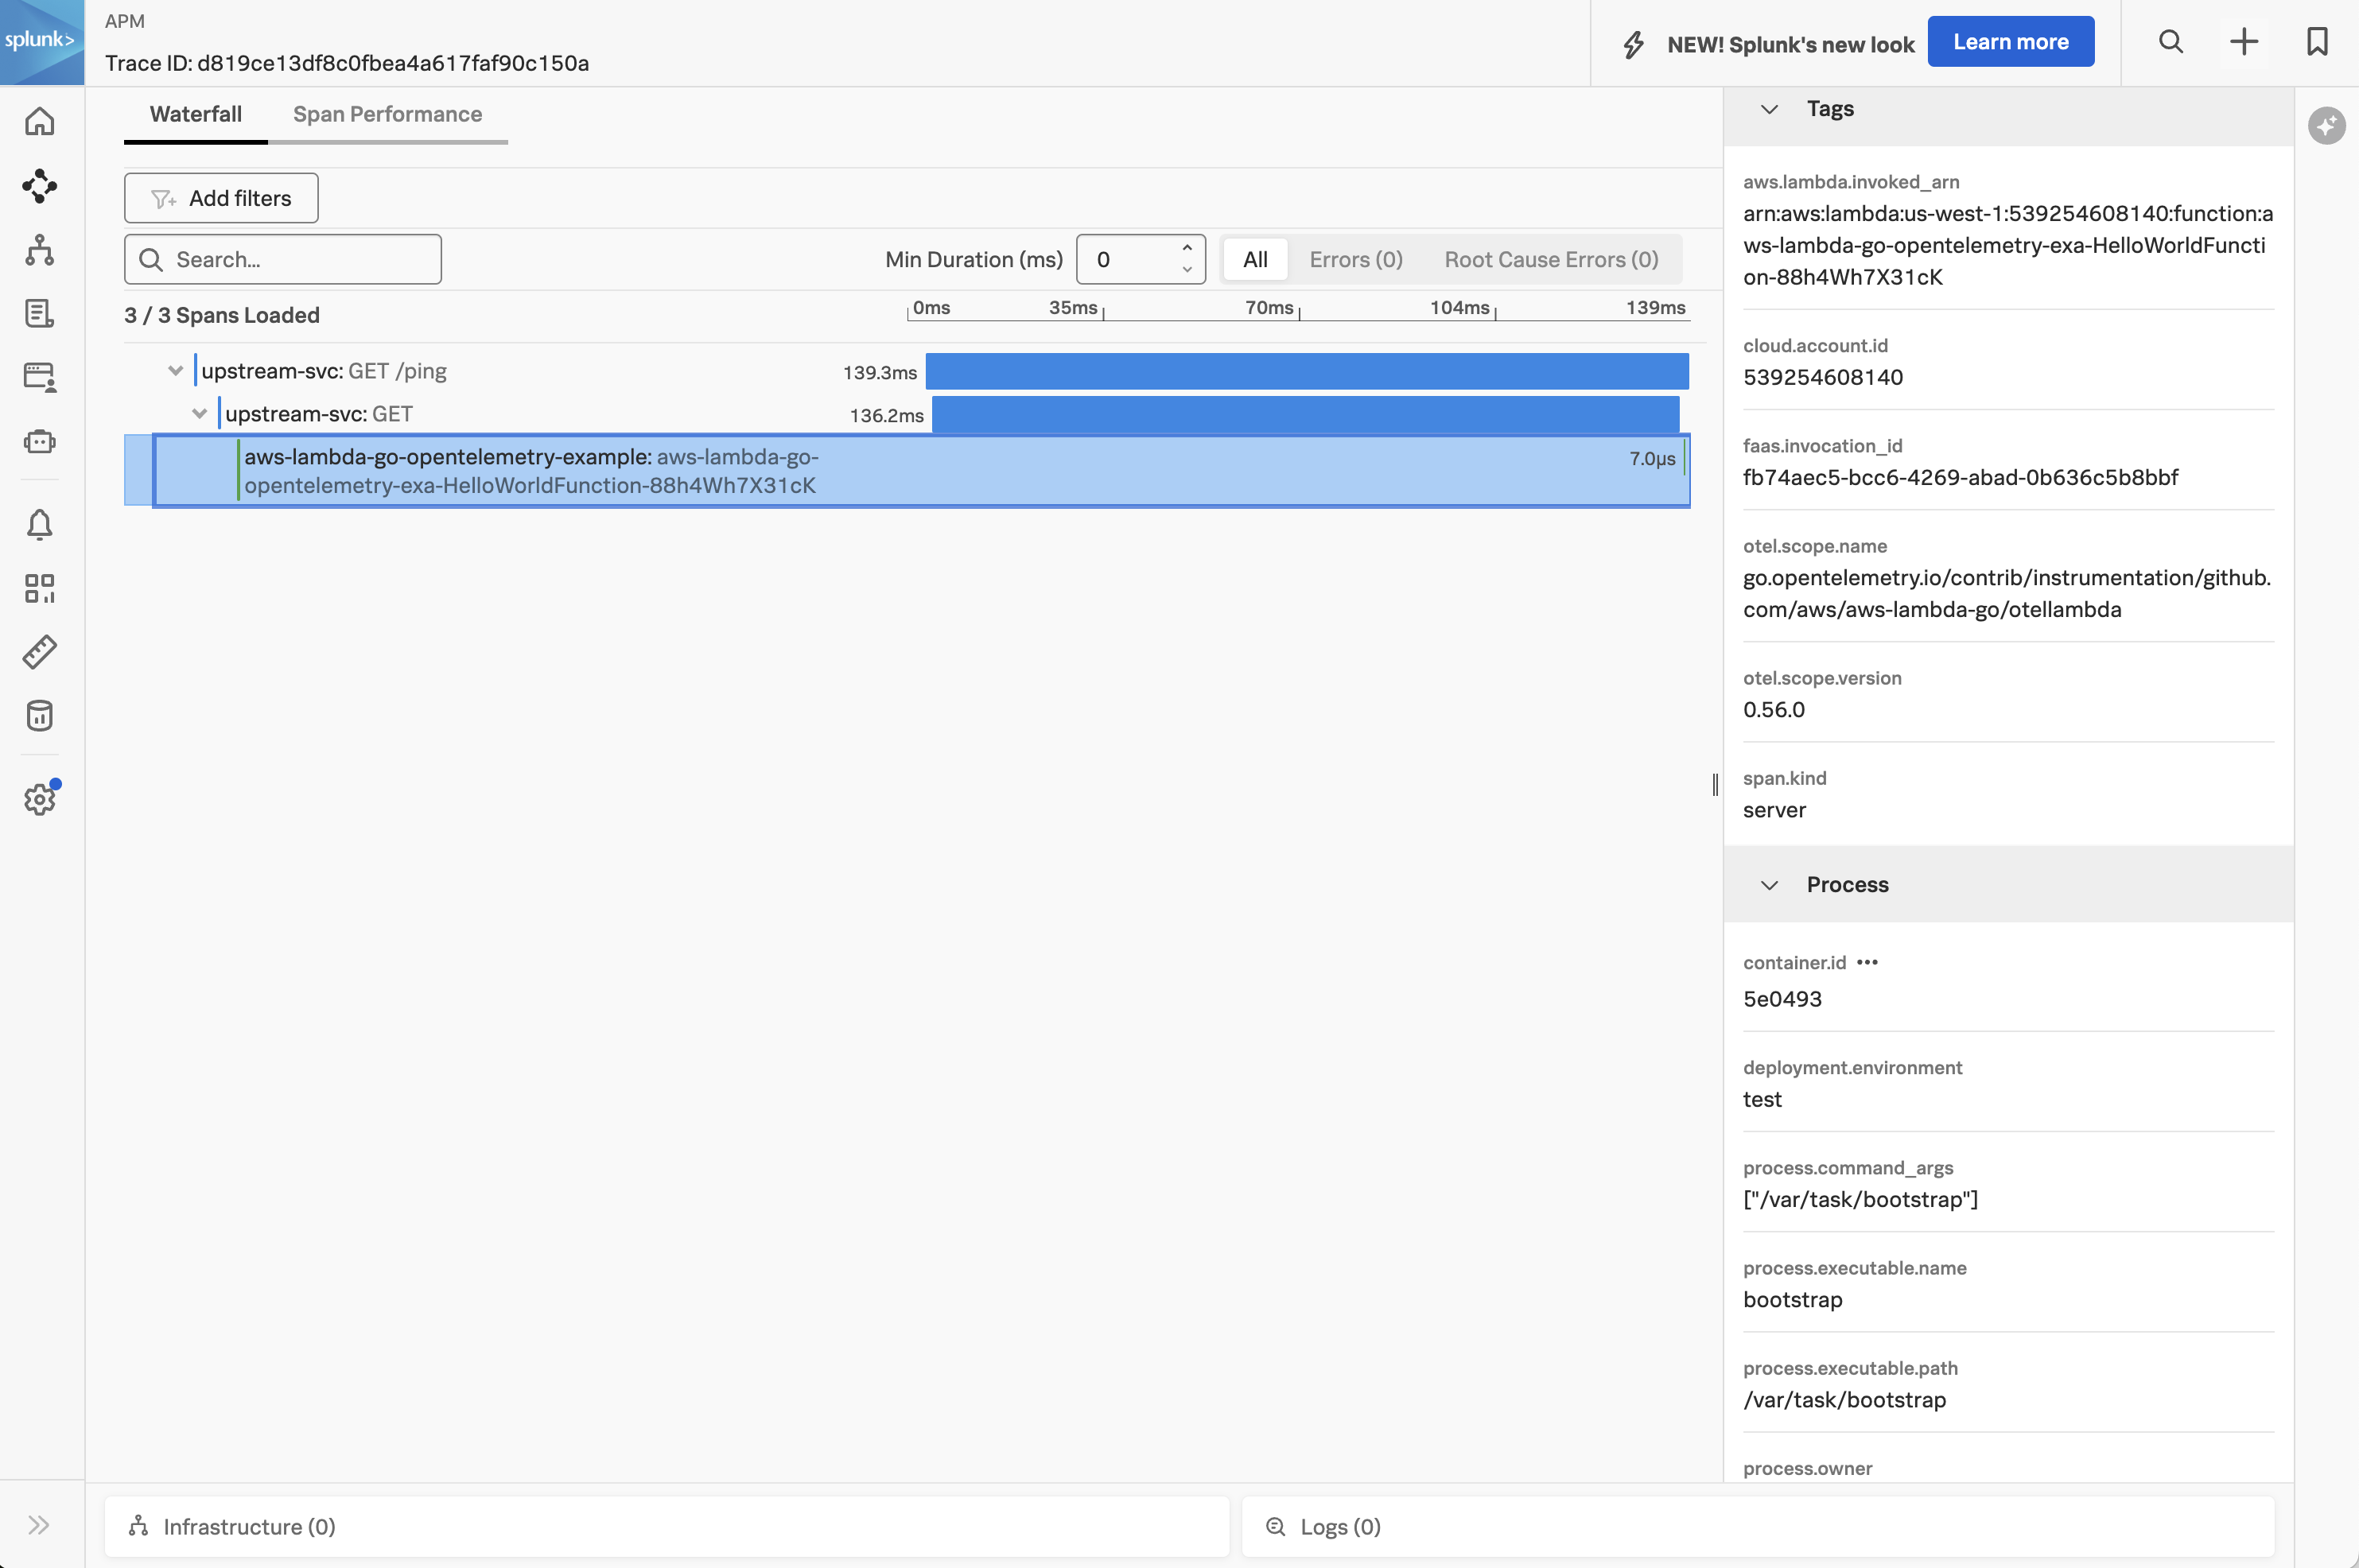 splunk>
APM
Trace ID: d819ce13df8c0fbea4a617faf90c150a
NEW! Splunk's new look
Learn more
Waterfall
Span Performance
Add filters
Search...
Min Duration (ms)
0
All
Errors (0)
Root Cause Errors (0)
3 / 3 Spans Loaded
0ms
35ms
70ms
104ms
139ms
upstream-svc: GET /ping
139.3ms
upstream-svc: GET
136.2ms
aws-lambda-go-opentelemetry-example: aws-lambda-go-
opentelemetry-exa-HelloWorldFunction-88h4Wh7X31cK
7.0µs
Tags
aws.lambda.invoked_arn
arn:aws:lambda:us-west-1:539254608140:function:a
ws-lambda-go-opentelemetry-exa-HelloWorldFuncti
on-88h4Wh7X31cK
cloud.account.id
539254608140
faas.invocation_id
fb74aec5-bcc6-4269-abad-0b636c5b8bbf
otel.scope.name
go.opentelemetry.io/contrib/instrumentation/github.
com/aws/aws-lambda-go/otellambda
otel.scope.version
0.56.0
span.kind
server
Process
container.id •••
5e0493
deployment.environment
test
process.command_args
["/var/task/bootstrap"]
process.executable.name
bootstrap
process.executable.path
/var/task/bootstrap
process.owner
Infrastructure (0)
Logs (0)